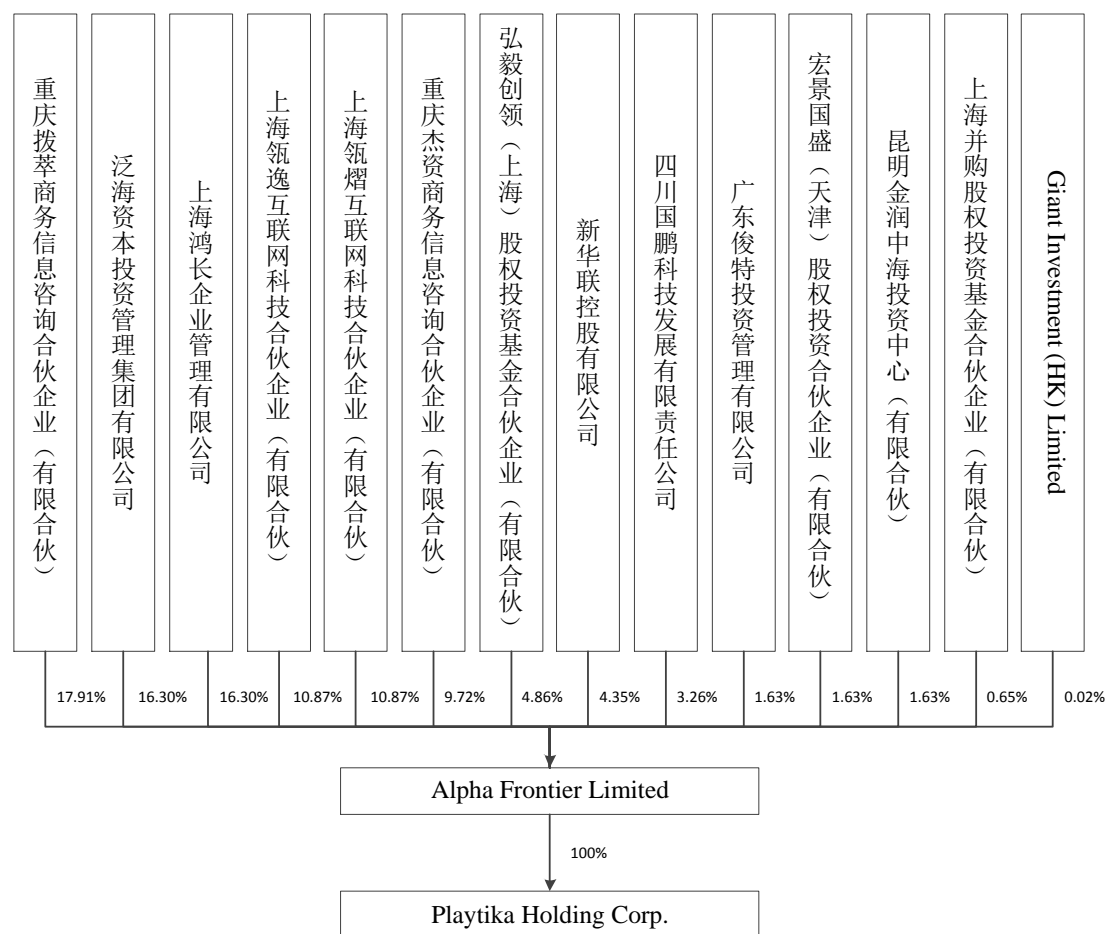 重庆拨萃商务信息咨询合伙企业（有限合伙）
泛海资本投资管理集团有限公司
上海鸿长企业管理有限公司
上海瓴逸互联网科技合伙企业（有限合伙）
上海瓴熠互联网科技合伙企业（有限合伙）
重庆杰资商务信息咨询合伙企业（有限合伙）
弘毅创领（上海）股权投资基金合伙企业（有限合伙）
新华联控股有限公司
四川国鹏科技发展有限责任公司
广东俊特投资管理有限公司
宏景国盛（天津）股权投资合伙企业（有限合伙）
昆明金润中海投资中心（有限合伙）
上海并购股权投资基金合伙企业（有限合伙）
Giant Investment (HK) Limited
17.91%
16.30%
16.30%
10.87%
10.87%
9.72%
4.86%
4.35%
3.26%
1.63%
1.63%
1.63%
0.65%
0.02%
Alpha Frontier Limited
100%
Playtika Holding Corp.